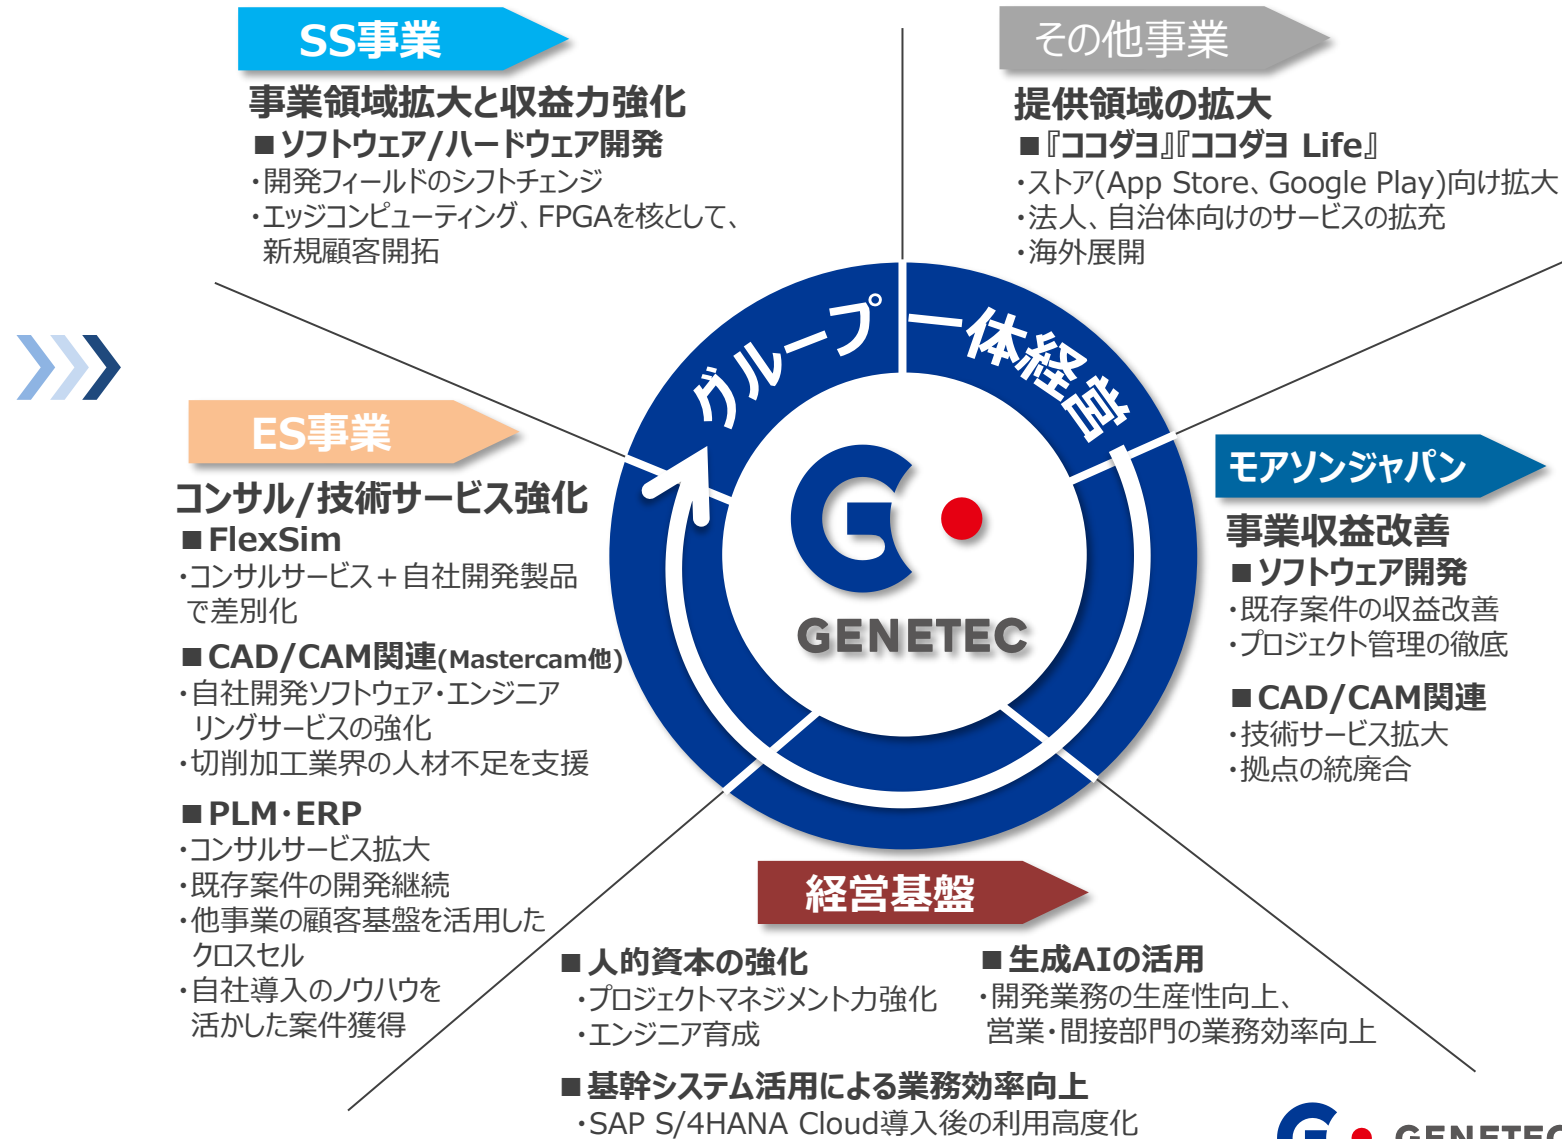 SS事業
事業領域拡大と収益力強化
■ソフトウェア/ハードウェア開発
・開発フィールドのシフトチェンジ
・エッジコンピューティング、FPGAを核として、
新規顧客開拓
その他事業
提供領域の拡大
■『ココダヨ』『ココダヨ Life』
・ストア(App Store、Google Play)向け拡大
・法人、自治体向けのサービスの拡充
・海外展開
グループ一体経営
GENETEC
ES事業
コンサル/技術サービス強化
■FlexSim
・コンサルサービス＋自社開発製品
で差別化
■CAD/CAM関連(Mastercam他)
・自社開発ソフトウェア・エンジニア
リングサービスの強化
・切削加工業界の人材不足を支援
■PLM・ERP
・コンサルサービス拡大
・既存案件の開発継続
・他事業の顧客基盤を活用した
クロスセル
・自社導入のノウハウを
活かした案件獲得
モアソンジャパン
事業収益改善
■ソフトウェア開発
・既存案件の収益改善
・プロジェクト管理の徹底
■CAD/CAM関連
・技術サービス拡大
・拠点の統廃合
経営基盤
■人的資本の強化
・プロジェクトマネジメント力強化
・エンジニア育成
■生成AIの活用
・開発業務の生産性向上、
営業・間接部門の業務効率向上
■基幹システム活用による業務効率向上
・SAP S/4HANA Cloud導入後の利用高度化
GENETEC